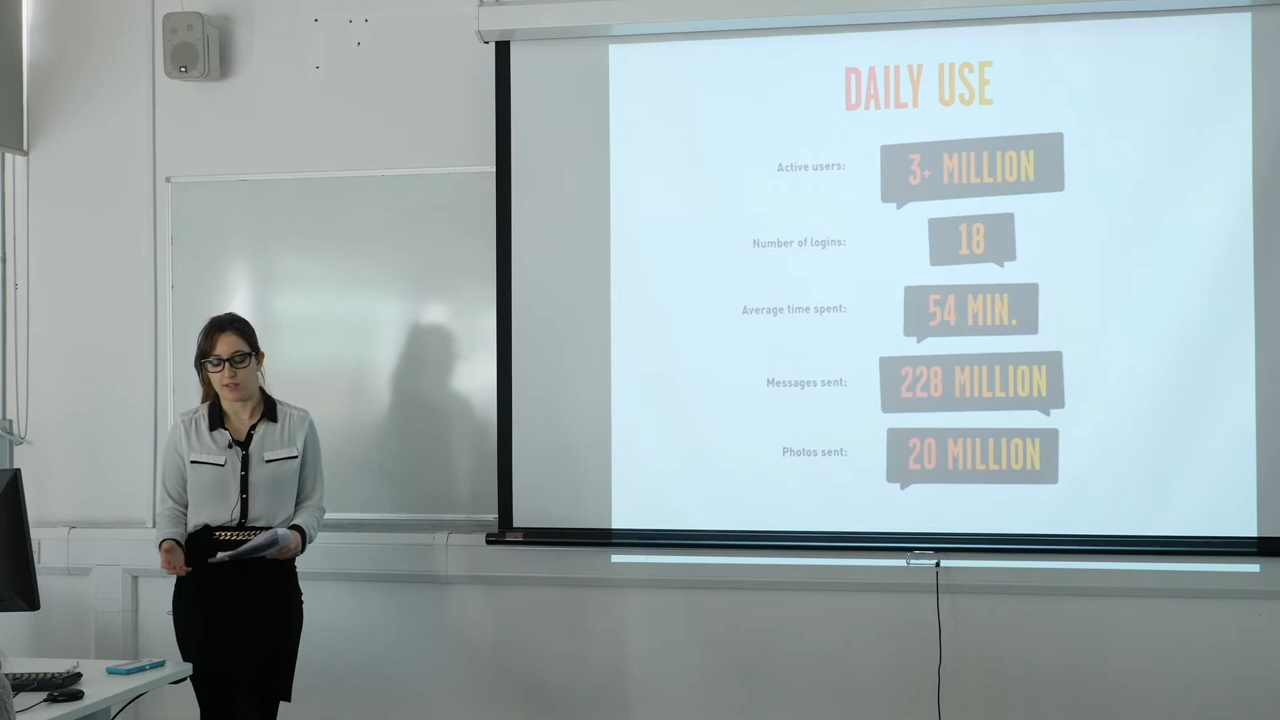 DAILY USE
Active users: 3+ MILLION
Number of logins: 18
Average time spent: 54 MIN.
Messages sent: 228 MILLION
Photos sent: 20 MILLION